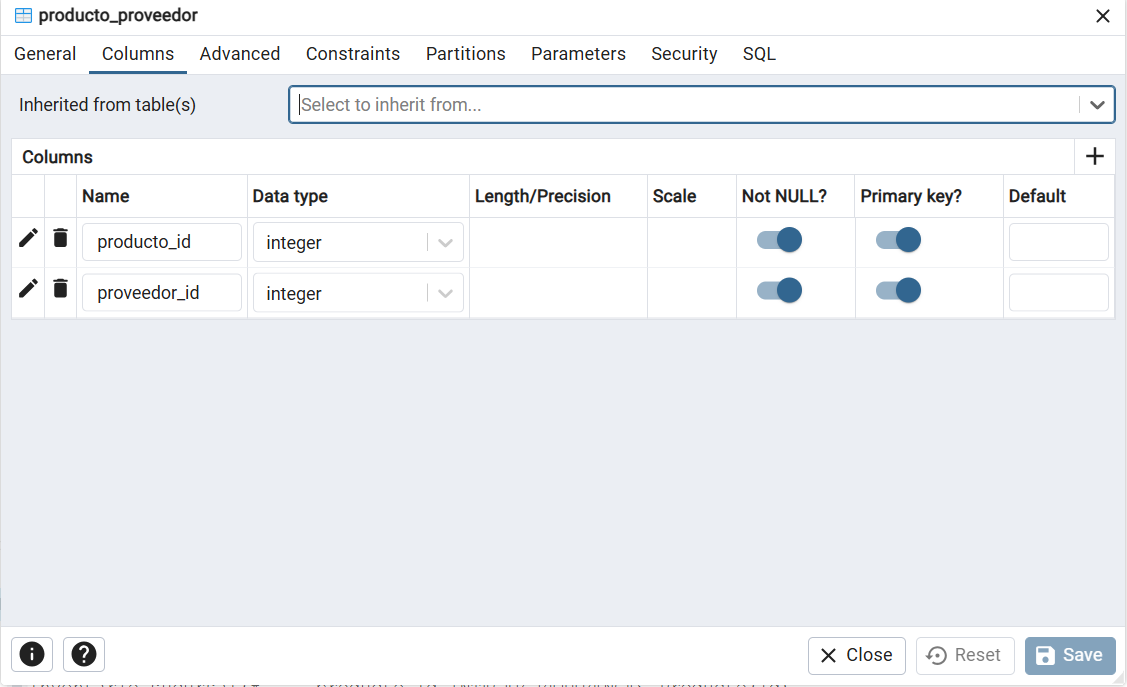 producto_proveedor
General Columns Advanced Constraints Partitions Parameters Security SQL
Inherited from table(s) Select to inherit from...
Columns
Name Data type Length/Precision Scale Not NULL? Primary key? Default
producto_id integer
proveedor_id integer
Close Reset Save